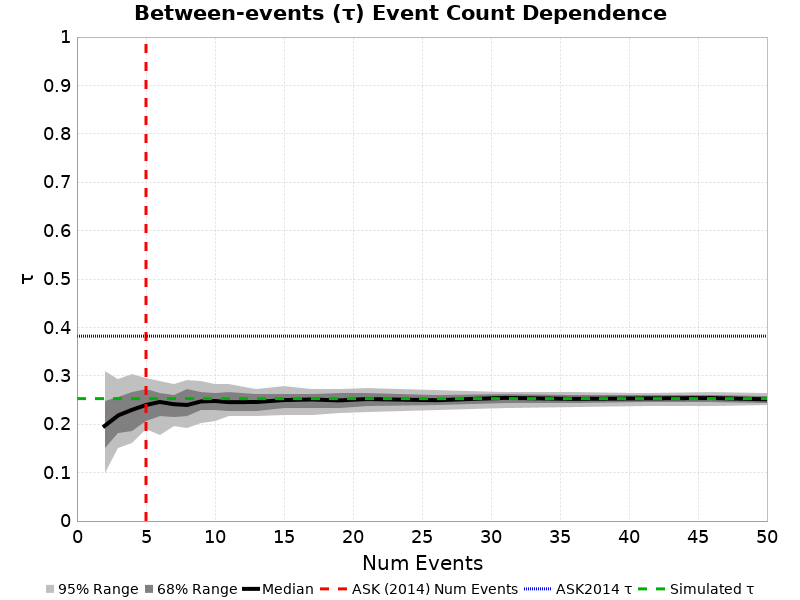 Between-events (τ) Event Count Dependence
1
0.9
0.8
0.7
0.6
0.5
0.4
0.3
0.2
0.1
0
τ
0 5 10 15 20 25 30 35 40 45 50
Num Events
95% Range 68% Range Median ASK (2014) Num Events ASK2014 τ Simulated τ